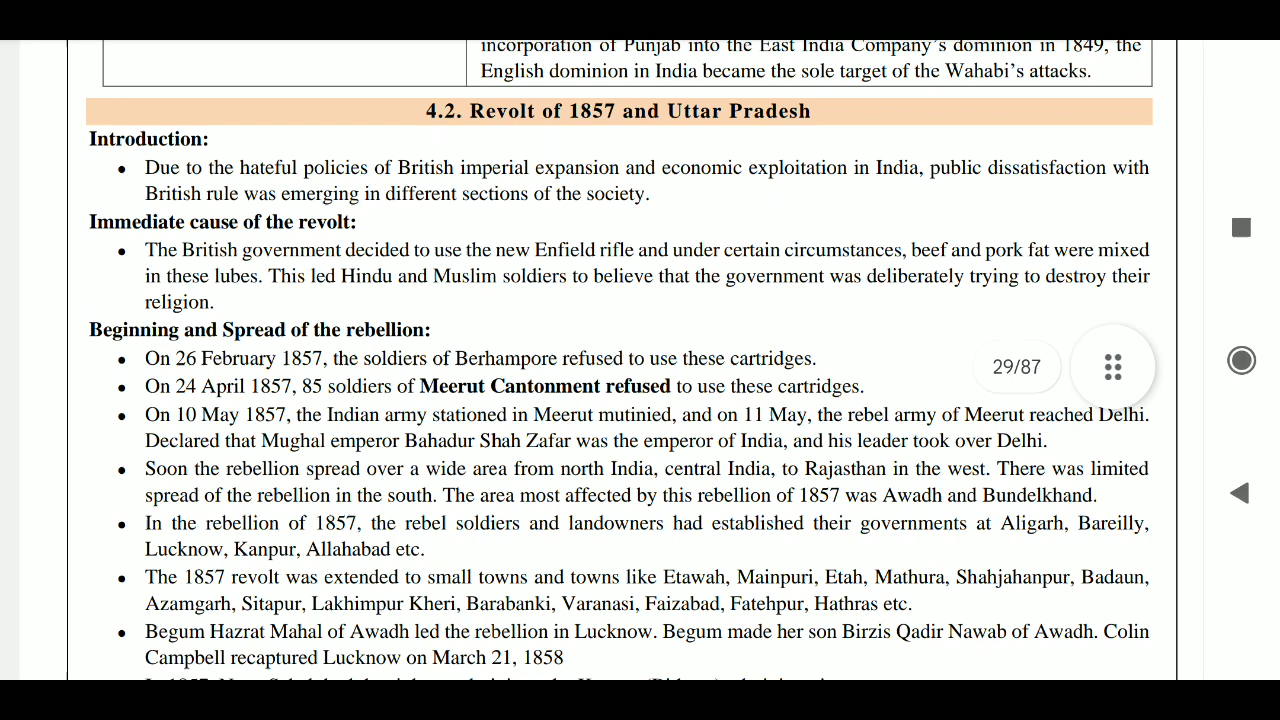 incorporation of Punjab into the East India Company's dominion in 1849, the
English dominion in India became the sole target of the Wahabi's attacks.
4.2. Revolt of 1857 and Uttar Pradesh
Introduction:
• Due to the hateful policies of British imperial expansion and economic exploitation in India, public dissatisfaction with
British rule was emerging in different sections of the society.
Immediate cause of the revolt:
• The British government decided to use the new Enfield rifle and under certain circumstances, beef and pork fat were mixed
in these lubes. This led Hindu and Muslim soldiers to believe that the government was deliberately trying to destroy their
religion.
Beginning and Spread of the rebellion:
• On 26 February 1857, the soldiers of Berhampore refused to use these cartridges.
• On 24 April 1857, 85 soldiers of Meerut Cantonment refused to use these cartridges.
29/87
• On 10 May 1857, the Indian army stationed in Meerut mutinied, and on 11 May, the rebel army of Meerut reached Delhi.
Declared that Mughal emperor Bahadur Shah Zafar was the emperor of India, and his leader took over Delhi.
• Soon the rebellion spread over a wide area from north India, central India, to Rajasthan in the west. There was limited
spread of the rebellion in the south. The area most affected by this rebellion of 1857 was Awadh and Bundelkhand.
• In the rebellion of 1857, the rebel soldiers and landowners had established their governments at Aligarh, Bareilly,
Lucknow, Kanpur, Allahabad etc.
• The 1857 revolt was extended to small towns and towns like Etawah, Mainpuri, Etah, Mathura, Shahjahanpur, Badaun,
Azamgarh, Sitapur, Lakhimpur Kheri, Barabanki, Varanasi, Faizabad, Fatehpur, Hathras etc.
• Begum Hazrat Mahal of Awadh led the rebellion in Lucknow. Begum made her son Birzis Qadir Nawab of Awadh. Colin
Campbell recaptured Lucknow on March 21, 1858